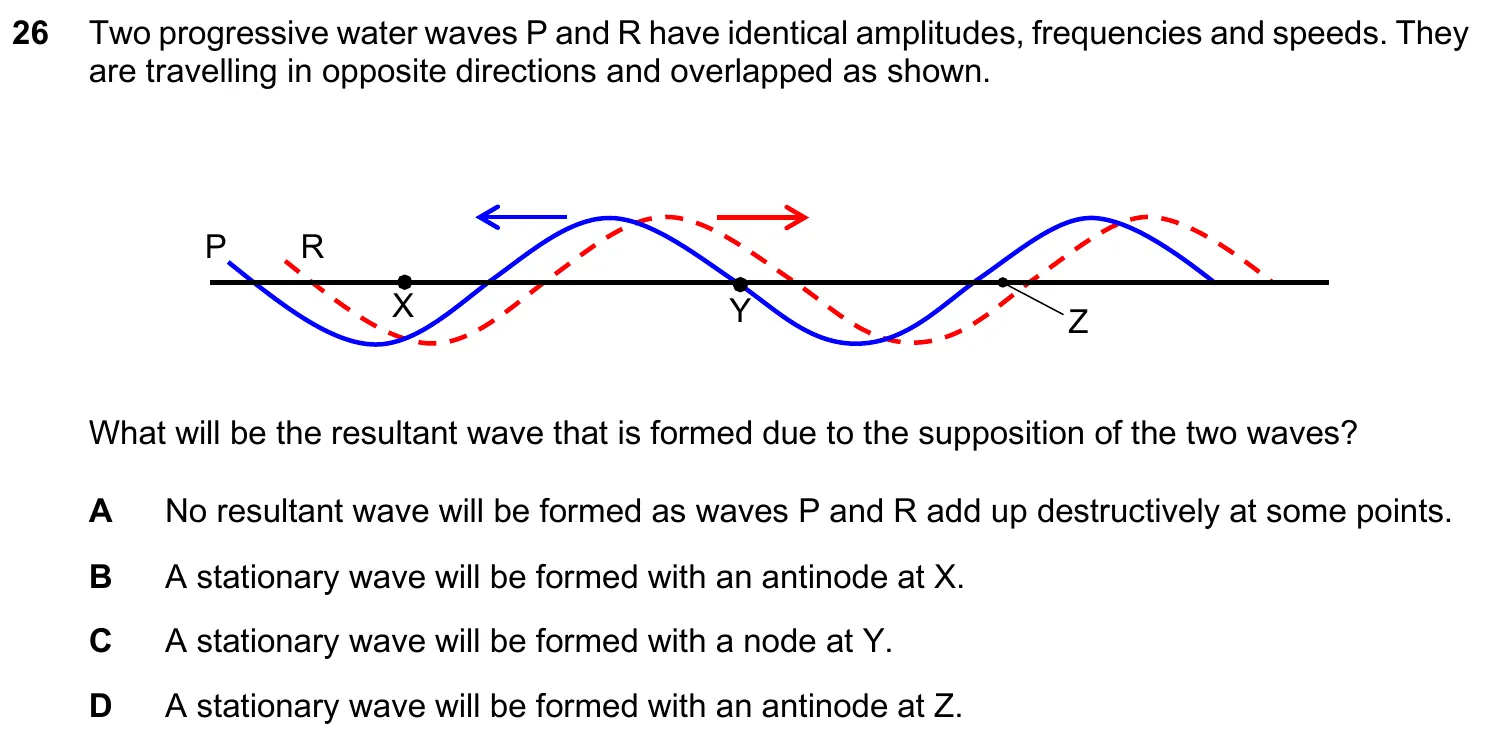 26 Two progressive water waves P and R have identical amplitudes, frequencies and speeds. They
are travelling in opposite directions and overlapped as shown.
P R
X Y Z
What will be the resultant wave that is formed due to the supposition of the two waves?
A No resultant wave will be formed as waves P and R add up destructively at some points.
B A stationary wave will be formed with an antinode at X.
C A stationary wave will be formed with a node at Y.
D A stationary wave will be formed with an antinode at Z.